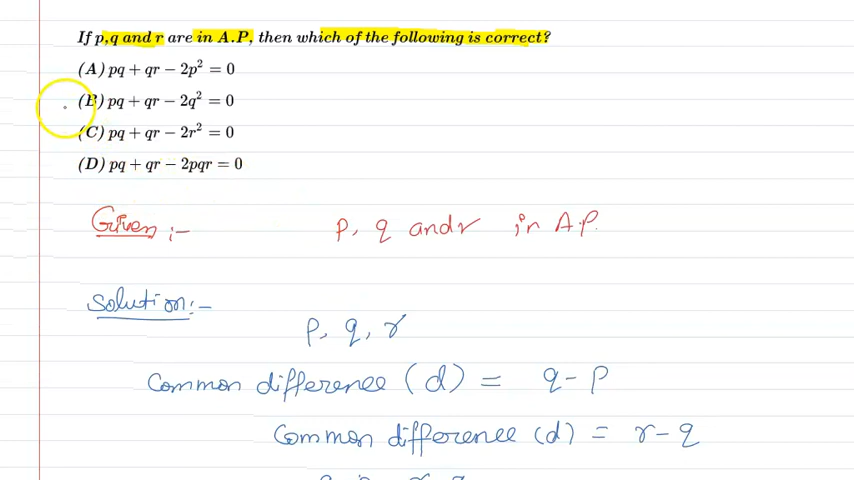 If p,q and r are in A.P, then which of the following is correct?
(A) pq + qr − 2p² = 0
(B) pq + qr − 2q² = 0
(C) pq + qr − 2r² = 0
(D) pq + qr − 2pqr = 0
Given :- p, q and r in A.P.
Solution :-
p, q, r
Common difference (d) = q - p
Common difference (d) = r - q